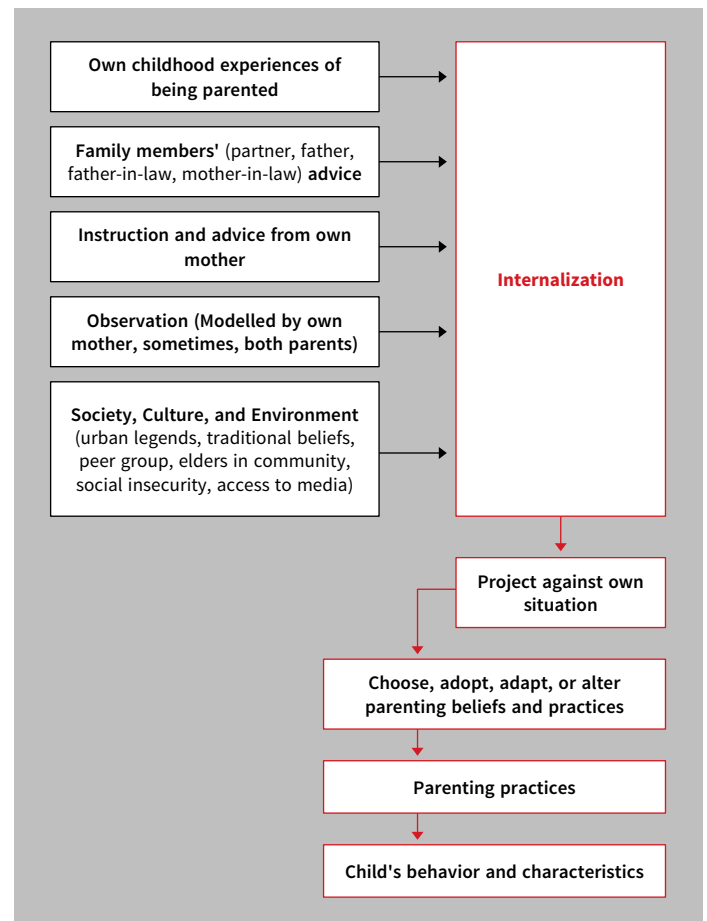 Own childhood experiences of
being parented
Family members' (partner, father,
father-in-law, mother-in-law) advice
Instruction and advice from own
mother
Observation (Modelled by own
mother, sometimes, both parents)
Society, Culture, and Environment
(urban legends, traditional beliefs,
peer group, elders in community,
social insecurity, access to media)
Internalization
Project against own
situation
Choose, adopt, adapt, or alter
parenting beliefs and practices
Parenting practices
Child's behavior and characteristics